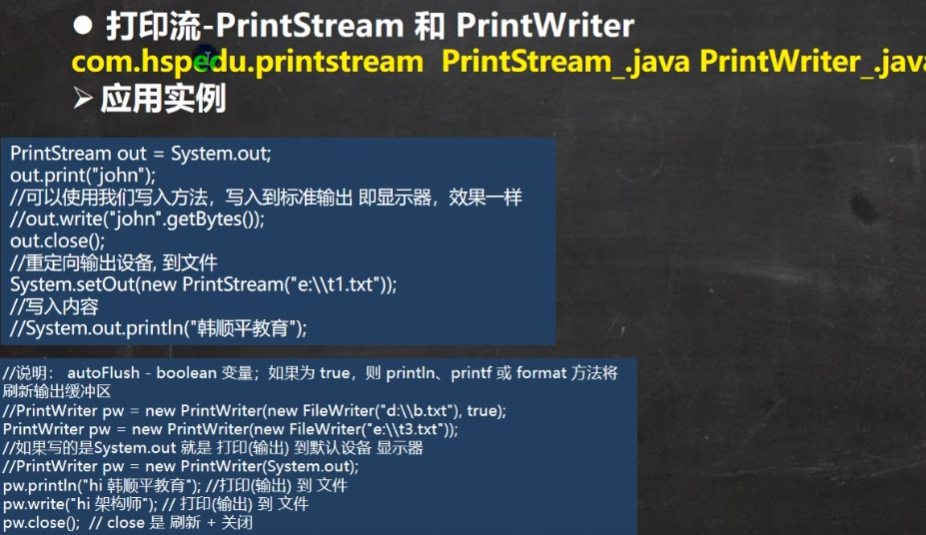 ● 打印流-PrintStream 和 PrintWriter
com.hspedu.printstream PrintStream_.java PrintWriter_.java
➢ 应用实例
PrintStream out = System.out;
out.print("john");
//可以使用我们写入方法，写入到标准输出 即显示器，效果一样
//out.write("john".getBytes());
out.close();
//重定向输出设备, 到文件
System.setOut(new PrintStream("e:\\t1.txt"));
//写入内容
//System.out.println("韩顺平教育");
//说明： autoFlush - boolean 变量；如果为 true，则 println、printf 或 format 方法将
刷新输出缓冲区
//PrintWriter pw = new PrintWriter(new FileWriter("d:\\b.txt"), true);
PrintWriter pw = new PrintWriter(new FileWriter("e:\\t3.txt"));
//如果写的是System.out 就是 打印(输出) 到默认设备 显示器
//PrintWriter pw = new PrintWriter(System.out);
pw.println("hi 韩顺平教育"); //打印(输出) 到 文件
pw.write("hi 架构师"); // 打印(输出) 到 文件
pw.close(); // close 是 刷新 + 关闭